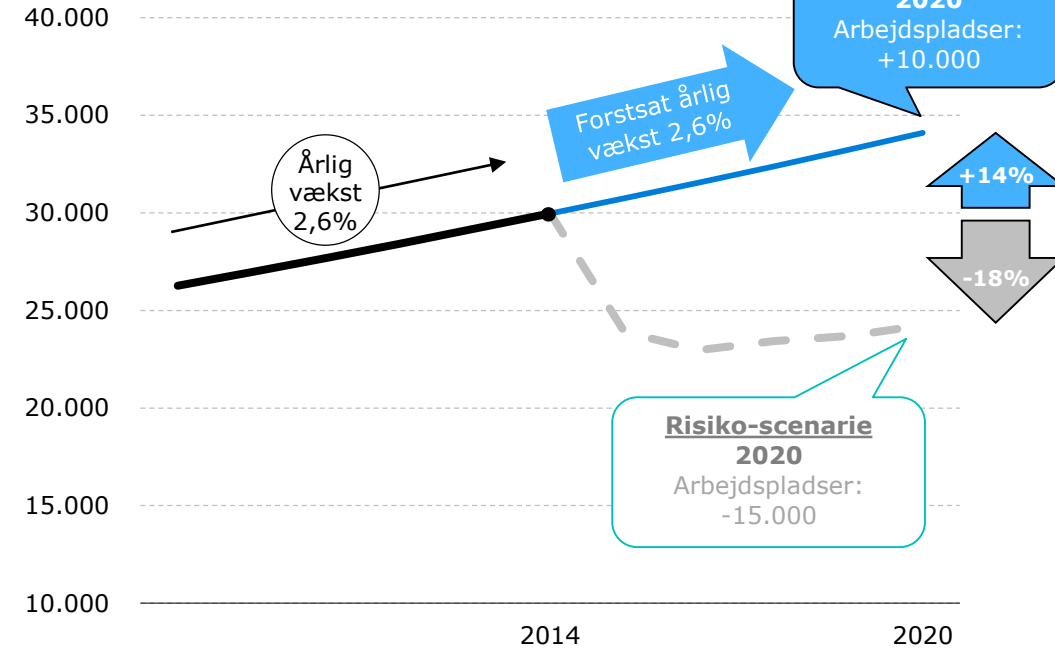 40.000
2020
Arbejdspladser:
+10.000
35.000
Forstsat årlig
vækst 2,6%
Årlig
vækst
2,6%
+14%
30.000
-18%
25.000
20.000
Risiko-scenarie
2020
Arbejdspladser:
-15.000
15.000
10.000
2014
2020